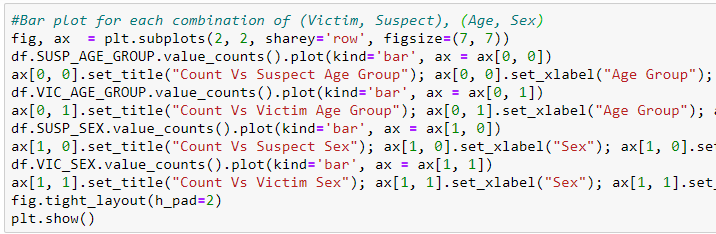 #Bar plot for each combination of (Victim, Suspect), (Age, Sex)
fig, ax  = plt.subplots(2, 2, sharey='row', figsize=(7, 7))
df.SUSP_AGE_GROUP.value_counts().plot(kind='bar', ax = ax[0, 0])
ax[0, 0].set_title("Count Vs Suspect Age Group"); ax[0, 0].set_xlabel("Age Group");
df.VIC_AGE_GROUP.value_counts().plot(kind='bar', ax = ax[0, 1])
ax[0, 1].set_title("Count Vs Victim Age Group"); ax[0, 1].set_xlabel("Age Group");
df.SUSP_SEX.value_counts().plot(kind='bar', ax = ax[1, 0])
ax[1, 0].set_title("Count Vs Suspect Sex"); ax[1, 0].set_xlabel("Sex"); ax[1, 0].se
df.VIC_SEX.value_counts().plot(kind='bar', ax = ax[1, 1])
ax[1, 1].set_title("Count Vs Victim Sex"); ax[1, 1].set_xlabel("Sex"); ax[1, 1].set_
fig.tight_layout(h_pad=2)
plt.show()